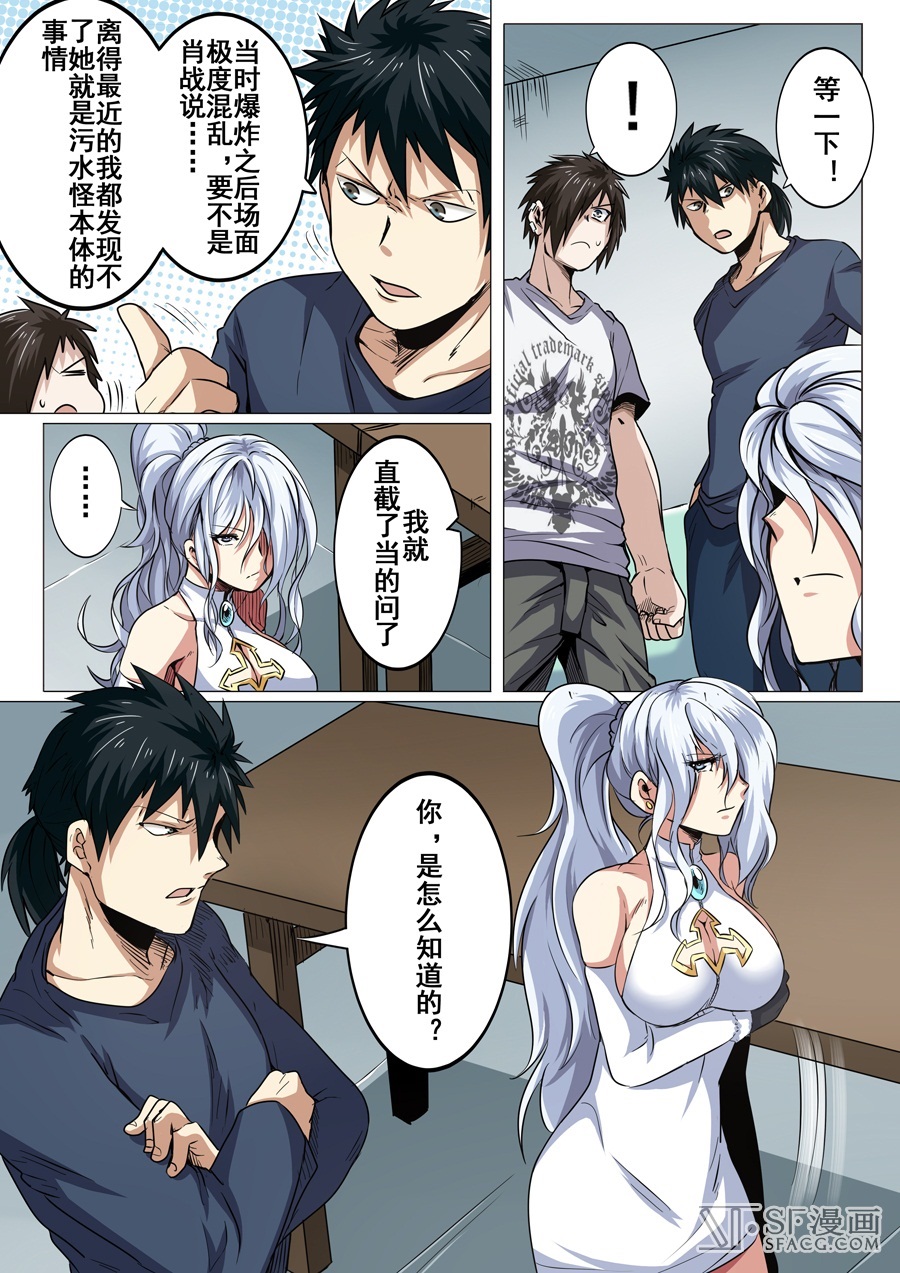 等一下！
！
ficial trademark
当时爆炸之后场面
极度混乱，要不是
肖战说……
离得最近的我都发现不
了她就是污水怪本体的
事情
我就
直截了当的问了
……
你，是怎么知道的？
SF漫画
SFACG.COM